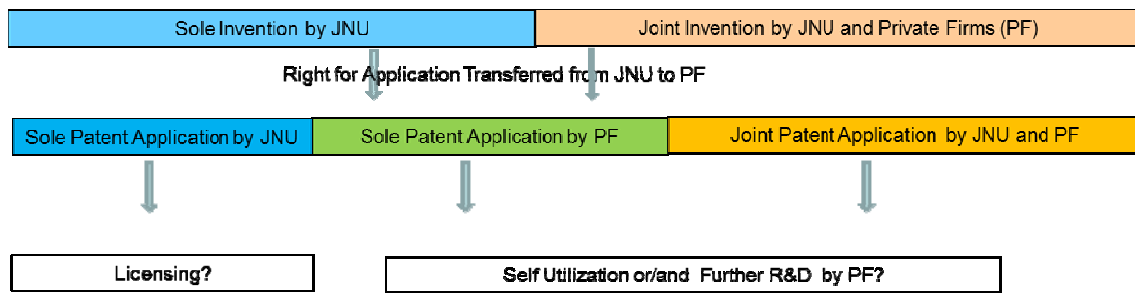 Sole Invention by JNU
Joint Invention by JNU and Private Firms (PF)
Right for Application Transferred from JNU to PF
Sole Patent Application by JNU
Sole Patent Application by PF
Joint Patent Application by JNU and PF
Licensing?
Self Utilization or/and Further R&D by PF?